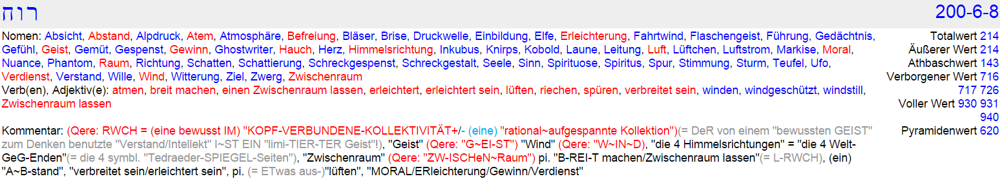 רוח 200-6-8
Nomen: Absicht, Abstand, Alpdruck, Atem, Atmosphäre, Befreiung, Bläser, Brise, Druckwelle, Einbildung, Elfe, Erleichterung, Fahrtwind, Flaschengeist, Führung, Gedächtnis,
Gefühl, Geist, Gemüt, Gespenst, Gewinn, Ghostwriter, Hauch, Herz, Himmelsrichtung, Inkubus, Knirps, Kobold, Laune, Leitung, Luft, Lüftchen, Luftstrom, Markise, Moral,
Nuance, Phantom, Raum, Richtung, Schatten, Schattierung, Schreckgespenst, Schreckgestalt, Seele, Sinn, Spirituose, Spiritus, Spur, Stimmung, Sturm, Teufel, Ufo,
Verdienst, Verstand, Wille, Wind, Witterung, Ziel, Zwerg, Zwischenraum
Verb(en), Adjektiv(e): atmen, breit machen, einen Zwischenraum lassen, erleichtert, erleichtert sein, lüften, riechen, spüren, verbreitet sein, winden, windgeschützt, windstill,
Zwischenraum lassen
Kommentar: (Qere: RWCH = (eine bewusst IM) "KOPF-VERBUNDENE-KOLLEKTIVITÄT+/- (eine) "rational~aufgespannte Kollektion")(= DeR von einem "bewussten GEIST"
zum Denken benutzte "Verstand/Intellekt" I~ST EIN "limi-TIER-TER Geist"!), "Geist" (Qere: "G~EI-ST") "Wind" (Qere: "W~IN~D), "die 4 Himmelsrichtungen" = "die 4 Welt-
GeG-Enden"(= die 4 symbl. "Tedraeder-SPIEGEL-Seiten"), "Zwischenraum" (Qere: "ZW-ISCHeN~Raum") pi. "B-REI-T machen/Zwischenraum lassen"(= L-RWCH), (ein)
"A~B-stand", "verbreitet sein/erleichtert sein", pi. (= ETwas aus-)"lüften", "MORAL/ERleichterung/Gewinn/Verdienst"
Totalwert 214
Äußerer Wert 214
Athbaschwert 143
Verborgener Wert 716
717 726
Voller Wert 930 931
940
Pyramidenwert 620